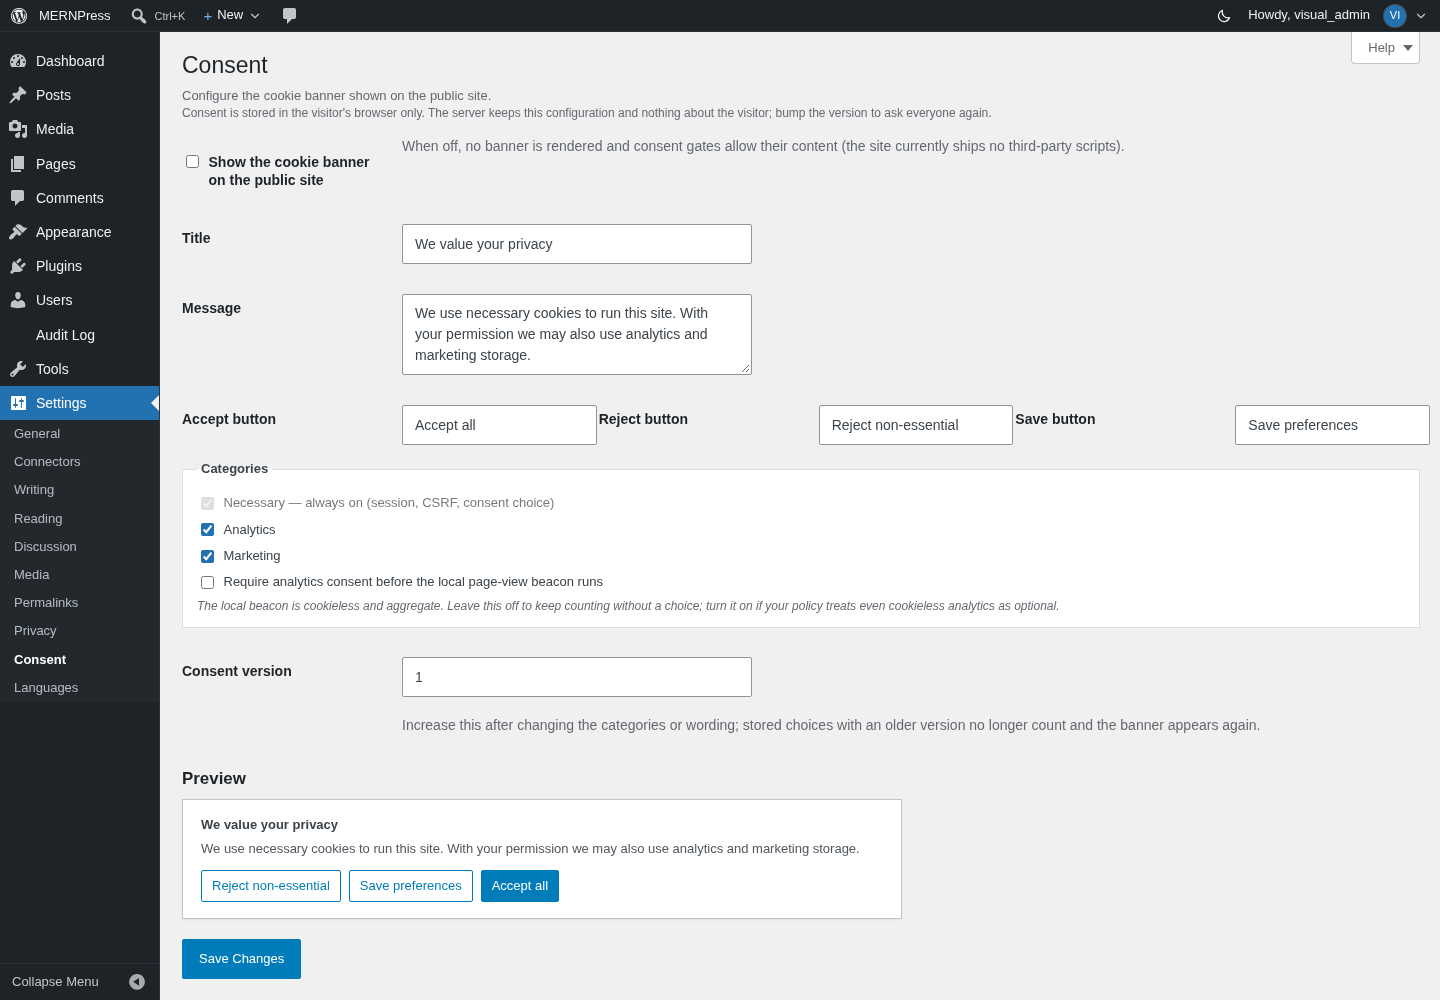 MERNPress
Ctrl+K
+ New
Howdy, visual_admin
VI
Dashboard
Posts
Media
Pages
Comments
Appearance
Plugins
Users
Audit Log
Tools
Settings
General
Connectors
Writing
Reading
Discussion
Media
Permalinks
Privacy
Consent
Languages
Collapse Menu
Help
Consent
Configure the cookie banner shown on the public site.
Consent is stored in the visitor's browser only. The server keeps this configuration and nothing about the visitor; bump the version to ask everyone again.
Show the cookie banner
on the public site
When off, no banner is rendered and consent gates allow their content (the site currently ships no third-party scripts).
Title
We value your privacy
Message
We use necessary cookies to run this site. With
your permission we may also use analytics and
marketing storage.
Accept button
Accept all
Reject button
Reject non-essential
Save button
Save preferences
Categories
Necessary — always on (session, CSRF, consent choice)
Analytics
Marketing
Require analytics consent before the local page-view beacon runs
The local beacon is cookieless and aggregate. Leave this off to keep counting without a choice; turn it on if your policy treats even cookieless analytics as optional.
Consent version
1
Increase this after changing the categories or wording; stored choices with an older version no longer count and the banner appears again.
Preview
We value your privacy
We use necessary cookies to run this site. With your permission we may also use analytics and marketing storage.
Reject non-essential
Save preferences
Accept all
Save Changes